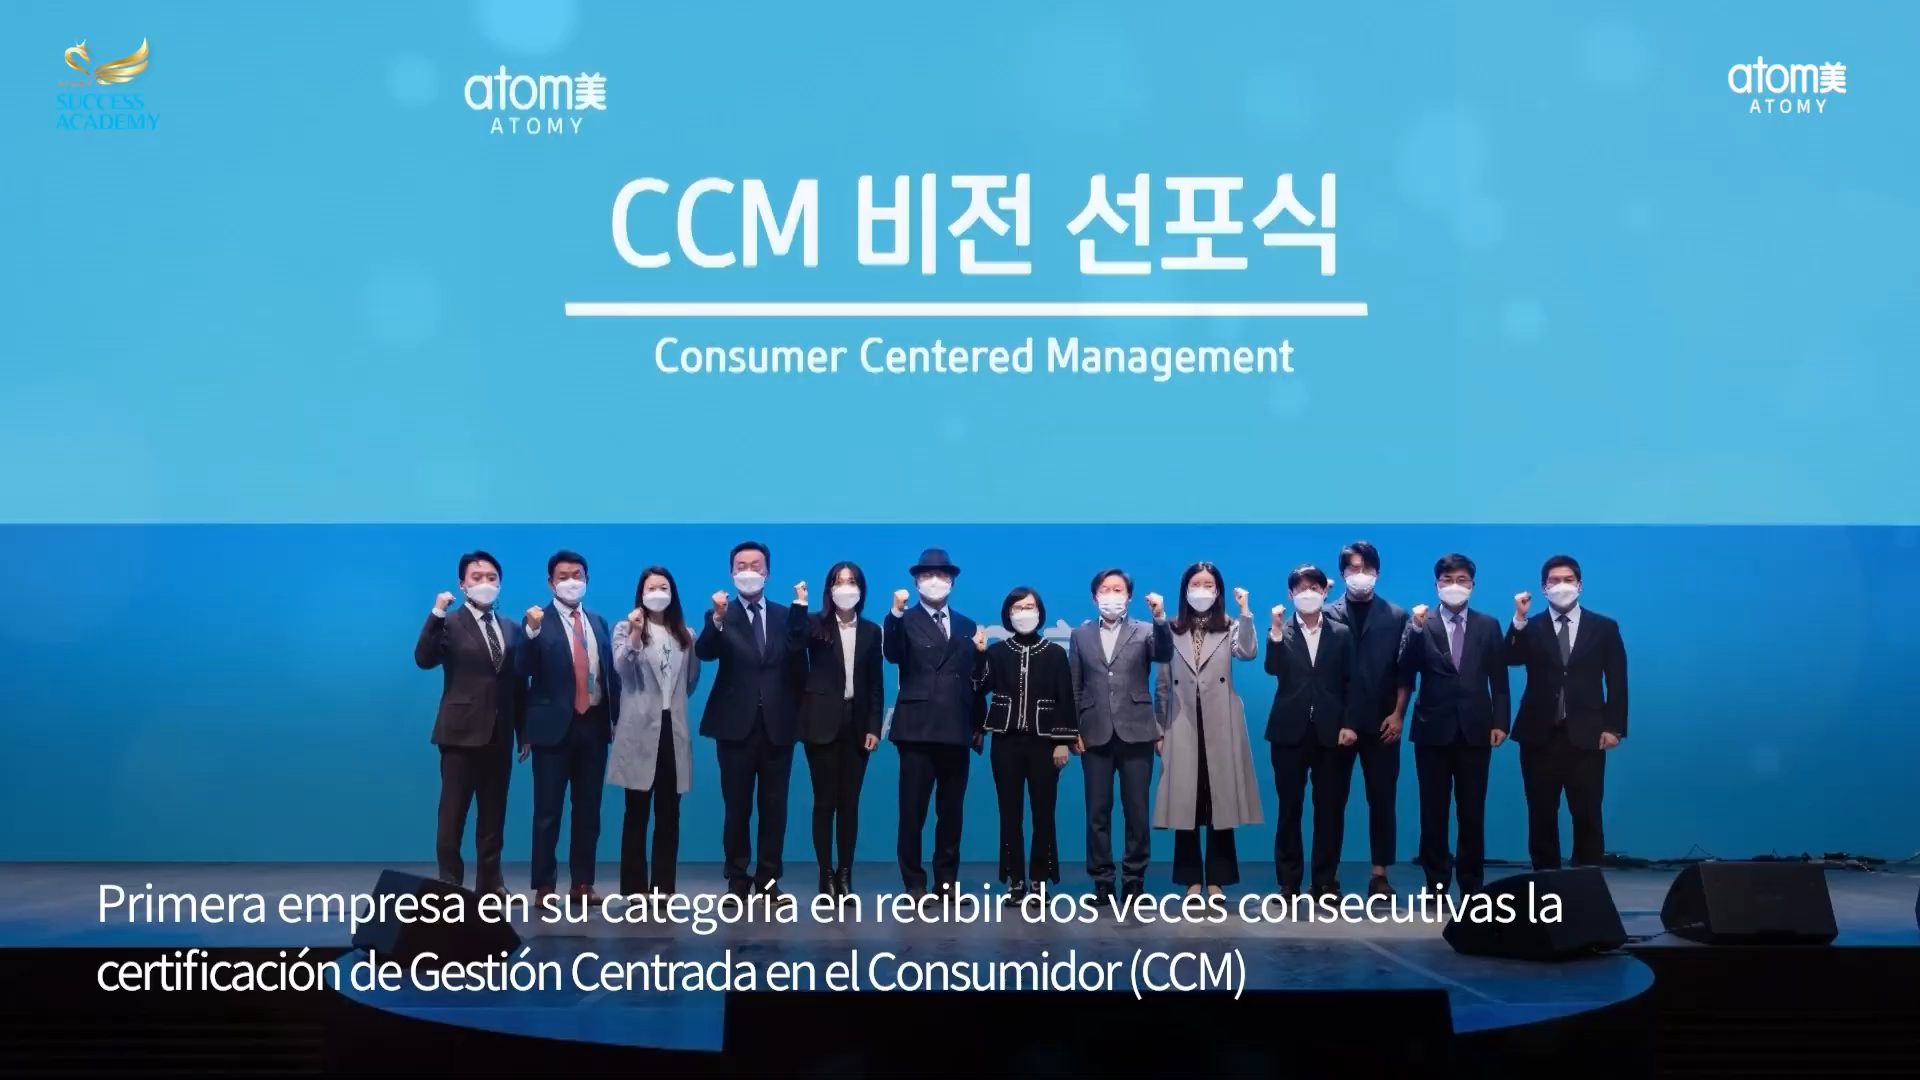 SUCCESS
ACADEMY
atom美
ATOMY
atom美
ATOMY
CCM 비전 선포식
Consumer Centered Management
Primera empresa en su categoría en recibir dos veces consecutivas la
certificación de Gestión Centrada en el Consumidor (CCM)